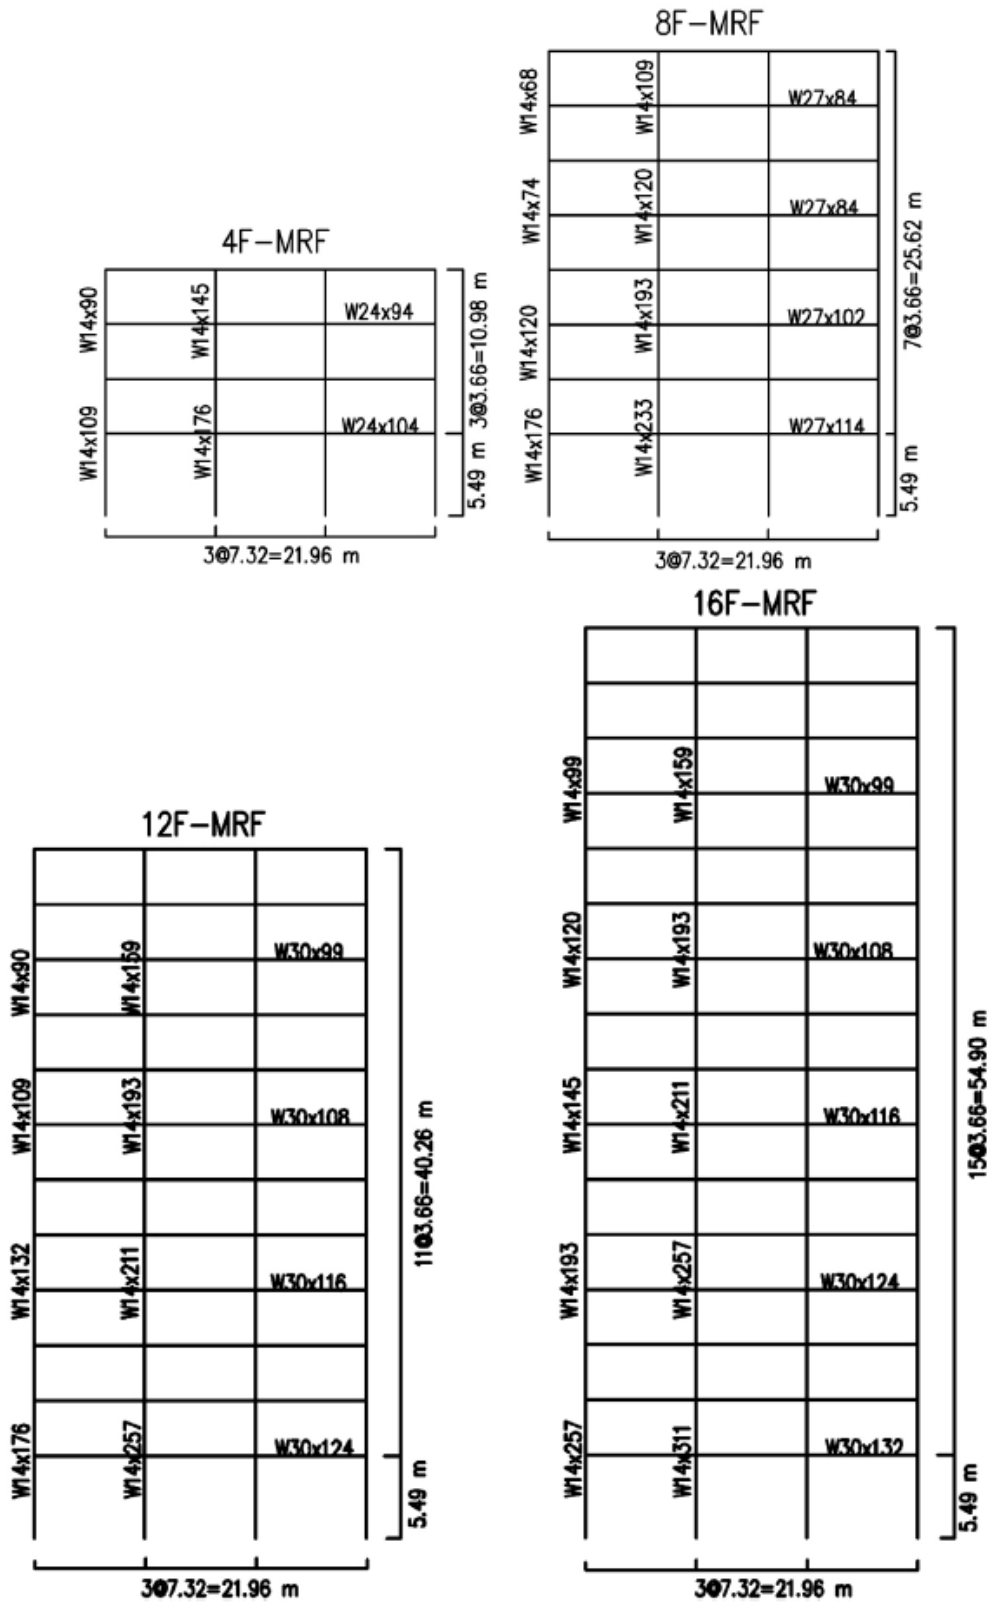 8F-MRF
W14x68
W14x109
W27x84
W14x74
W14x120
W27x84
W14x120
W14x193
W27x102
W14x176
W14x233
W27x114
7@3.66=25.62 m
5.49 m
3@7.32=21.96 m
4F-MRF
W14x90
W14x145
W24x94
W14x109
W14x176
W24x104
3@3.66=10.98 m
5.49 m
3@7.32=21.96 m
16F-MRF
W14x99
W14x159
W30x99
W14x120
W14x193
W30x108
W14x145
W14x211
W30x116
W14x193
W14x257
W30x124
W14x257
W14x311
W30x132
15@3.66=54.90 m
5.49 m
3@7.32=21.96 m
12F-MRF
W14x90
W14x159
W30x99
W14x109
W14x193
W30x108
W14x132
W14x211
W30x116
W14x176
W14x257
W30x124
11@3.66=40.26 m
5.49 m
3@7.32=21.96 m